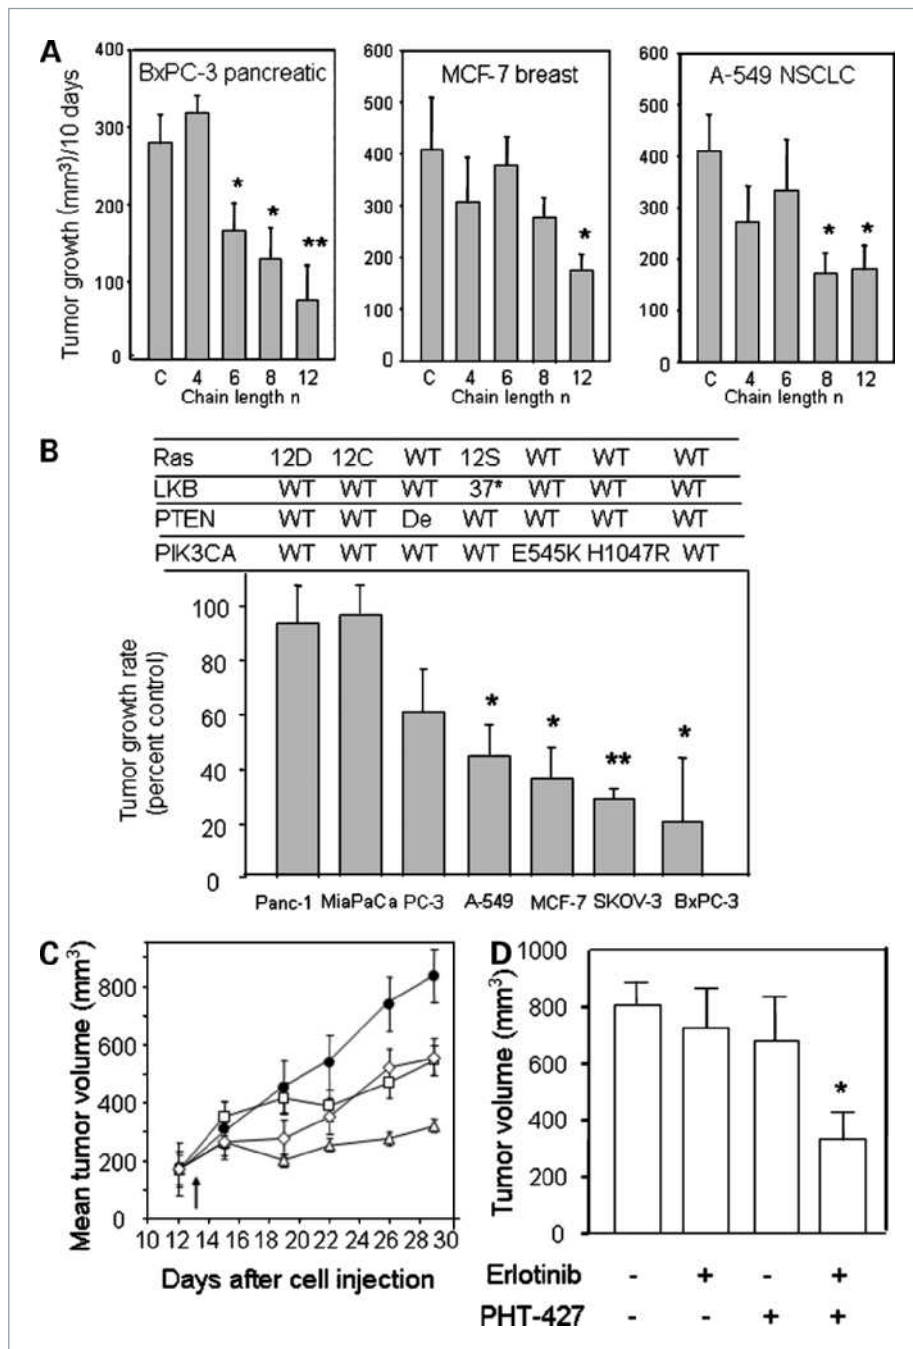 A
BxPC-3 pancreatic
MCF-7 breast
A-549 NSCLC
Tumor growth (mm³)/10 days
400
300
200
100
0
600
500
400
300
200
100
0
600
500
400
300
200
100
0
* * **
*
* *
C 4 6 8 12
C 4 6 8 12
C 4 6 8 12
Chain length n
Chain length n
Chain length n
B
Ras 12D 12C WT 12S WT WT WT
LKB WT WT WT 37* WT WT WT
PTEN WT WT De WT WT WT WT
PIK3CA WT WT WT WT E545K H1047R WT
Tumor growth rate
(percent control)
100
80
60
40
20
0
* * ** *
Panc-1 MiaPaCa PC-3 A-549 MCF-7 SKOV-3 BxPC-3
C
Mean tumor volume (mm³)
800
600
400
200
0
10 12 14 16 18 20 22 24 26 28 30
Days after cell injection
D
Tumor volume (mm³)
1000
800
600
400
200
0
*
Erlotinib - + - +
PHT-427 - - + +